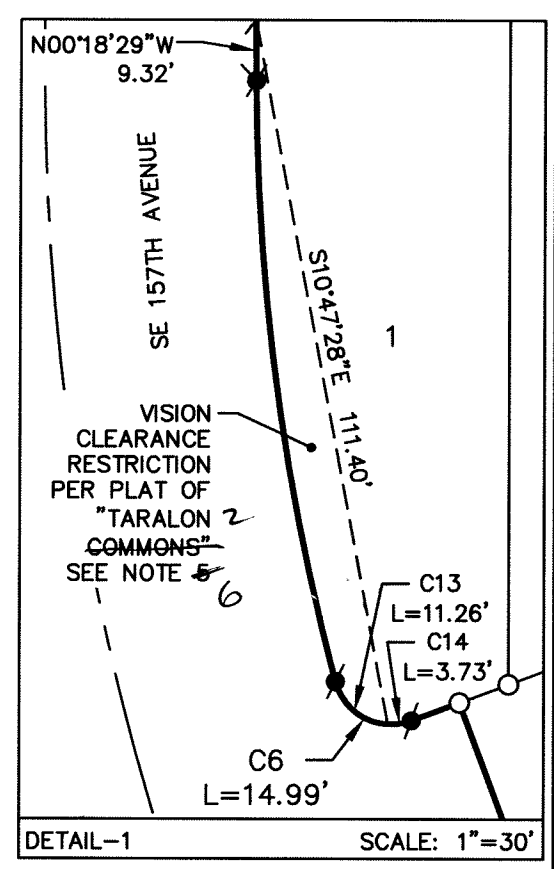 N00°18'29"W
9.32'
SE 157TH AVENUE
S10°47'28"E 111.40'
1
VISION
CLEARANCE
RESTRICTION
PER PLAT OF
"TARALON 2
COMMONS"
SEE NOTE 5
6
C13
L=11.26'
C14
L=3.73'
C6
L=14.99'
DETAIL-1 SCALE: 1"=30'